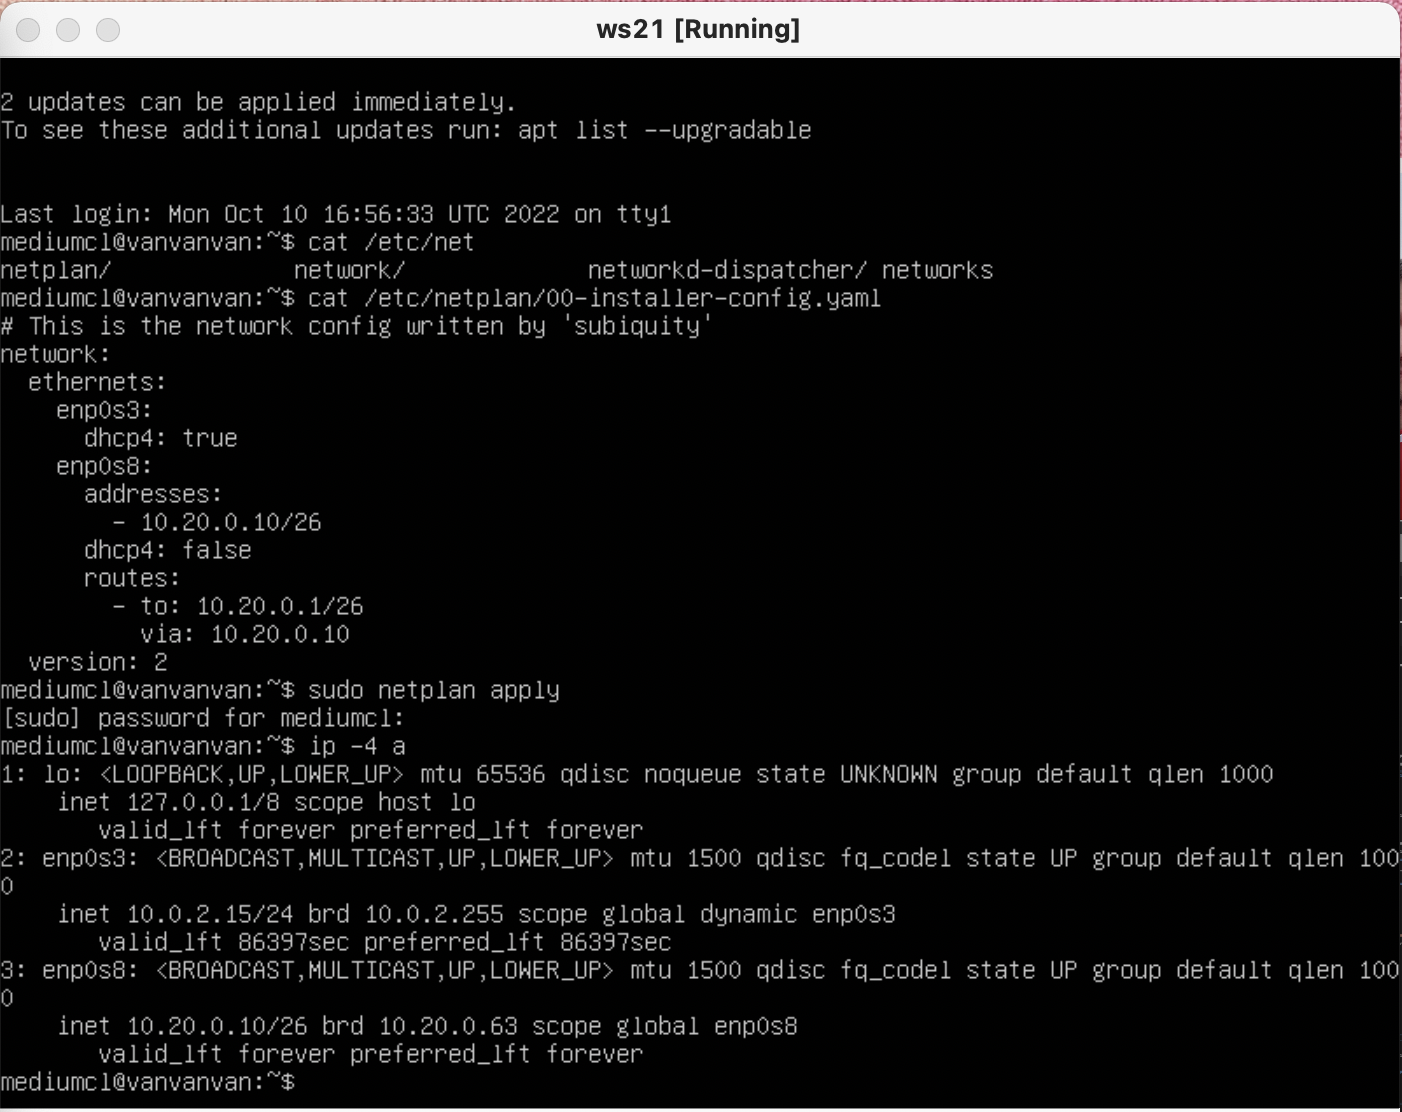 ws21 [Running]
2 updates can be applied immediately.
To see these additional updates run: apt list --upgradable
Last login: Mon Oct 10 16:56:33 UTC 2022 on tty1
mediumcl@vanvanvan:~$ cat /etc/net
netplan/             network/             networkd-dispatcher/ networks
mediumcl@vanvanvan:~$ cat /etc/netplan/00-installer-config.yaml
# This is the network config written by 'subiquity'
network:
  ethernets:
    enp0s3:
      dhcp4: true
    enp0s8:
      addresses:
        - 10.20.0.10/26
      dhcp4: false
      routes:
        - to: 10.20.0.1/26
          via: 10.20.0.10
  version: 2
mediumcl@vanvanvan:~$ sudo netplan apply
[sudo] password for mediumcl:
mediumcl@vanvanvan:~$ ip -4 a
1: lo: <LOOPBACK,UP,LOWER_UP> mtu 65536 qdisc noqueue state UNKNOWN group default qlen 1000
    inet 127.0.0.1/8 scope host lo
       valid_lft forever preferred_lft forever
2: enp0s3: <BROADCAST,MULTICAST,UP,LOWER_UP> mtu 1500 qdisc fq_codel state UP group default qlen 100
0
    inet 10.0.2.15/24 brd 10.0.2.255 scope global dynamic enp0s3
       valid_lft 86397sec preferred_lft 86397sec
3: enp0s8: <BROADCAST,MULTICAST,UP,LOWER_UP> mtu 1500 qdisc fq_codel state UP group default qlen 100
0
    inet 10.20.0.10/26 brd 10.20.0.63 scope global enp0s8
       valid_lft forever preferred_lft forever
mediumcl@vanvanvan:~$